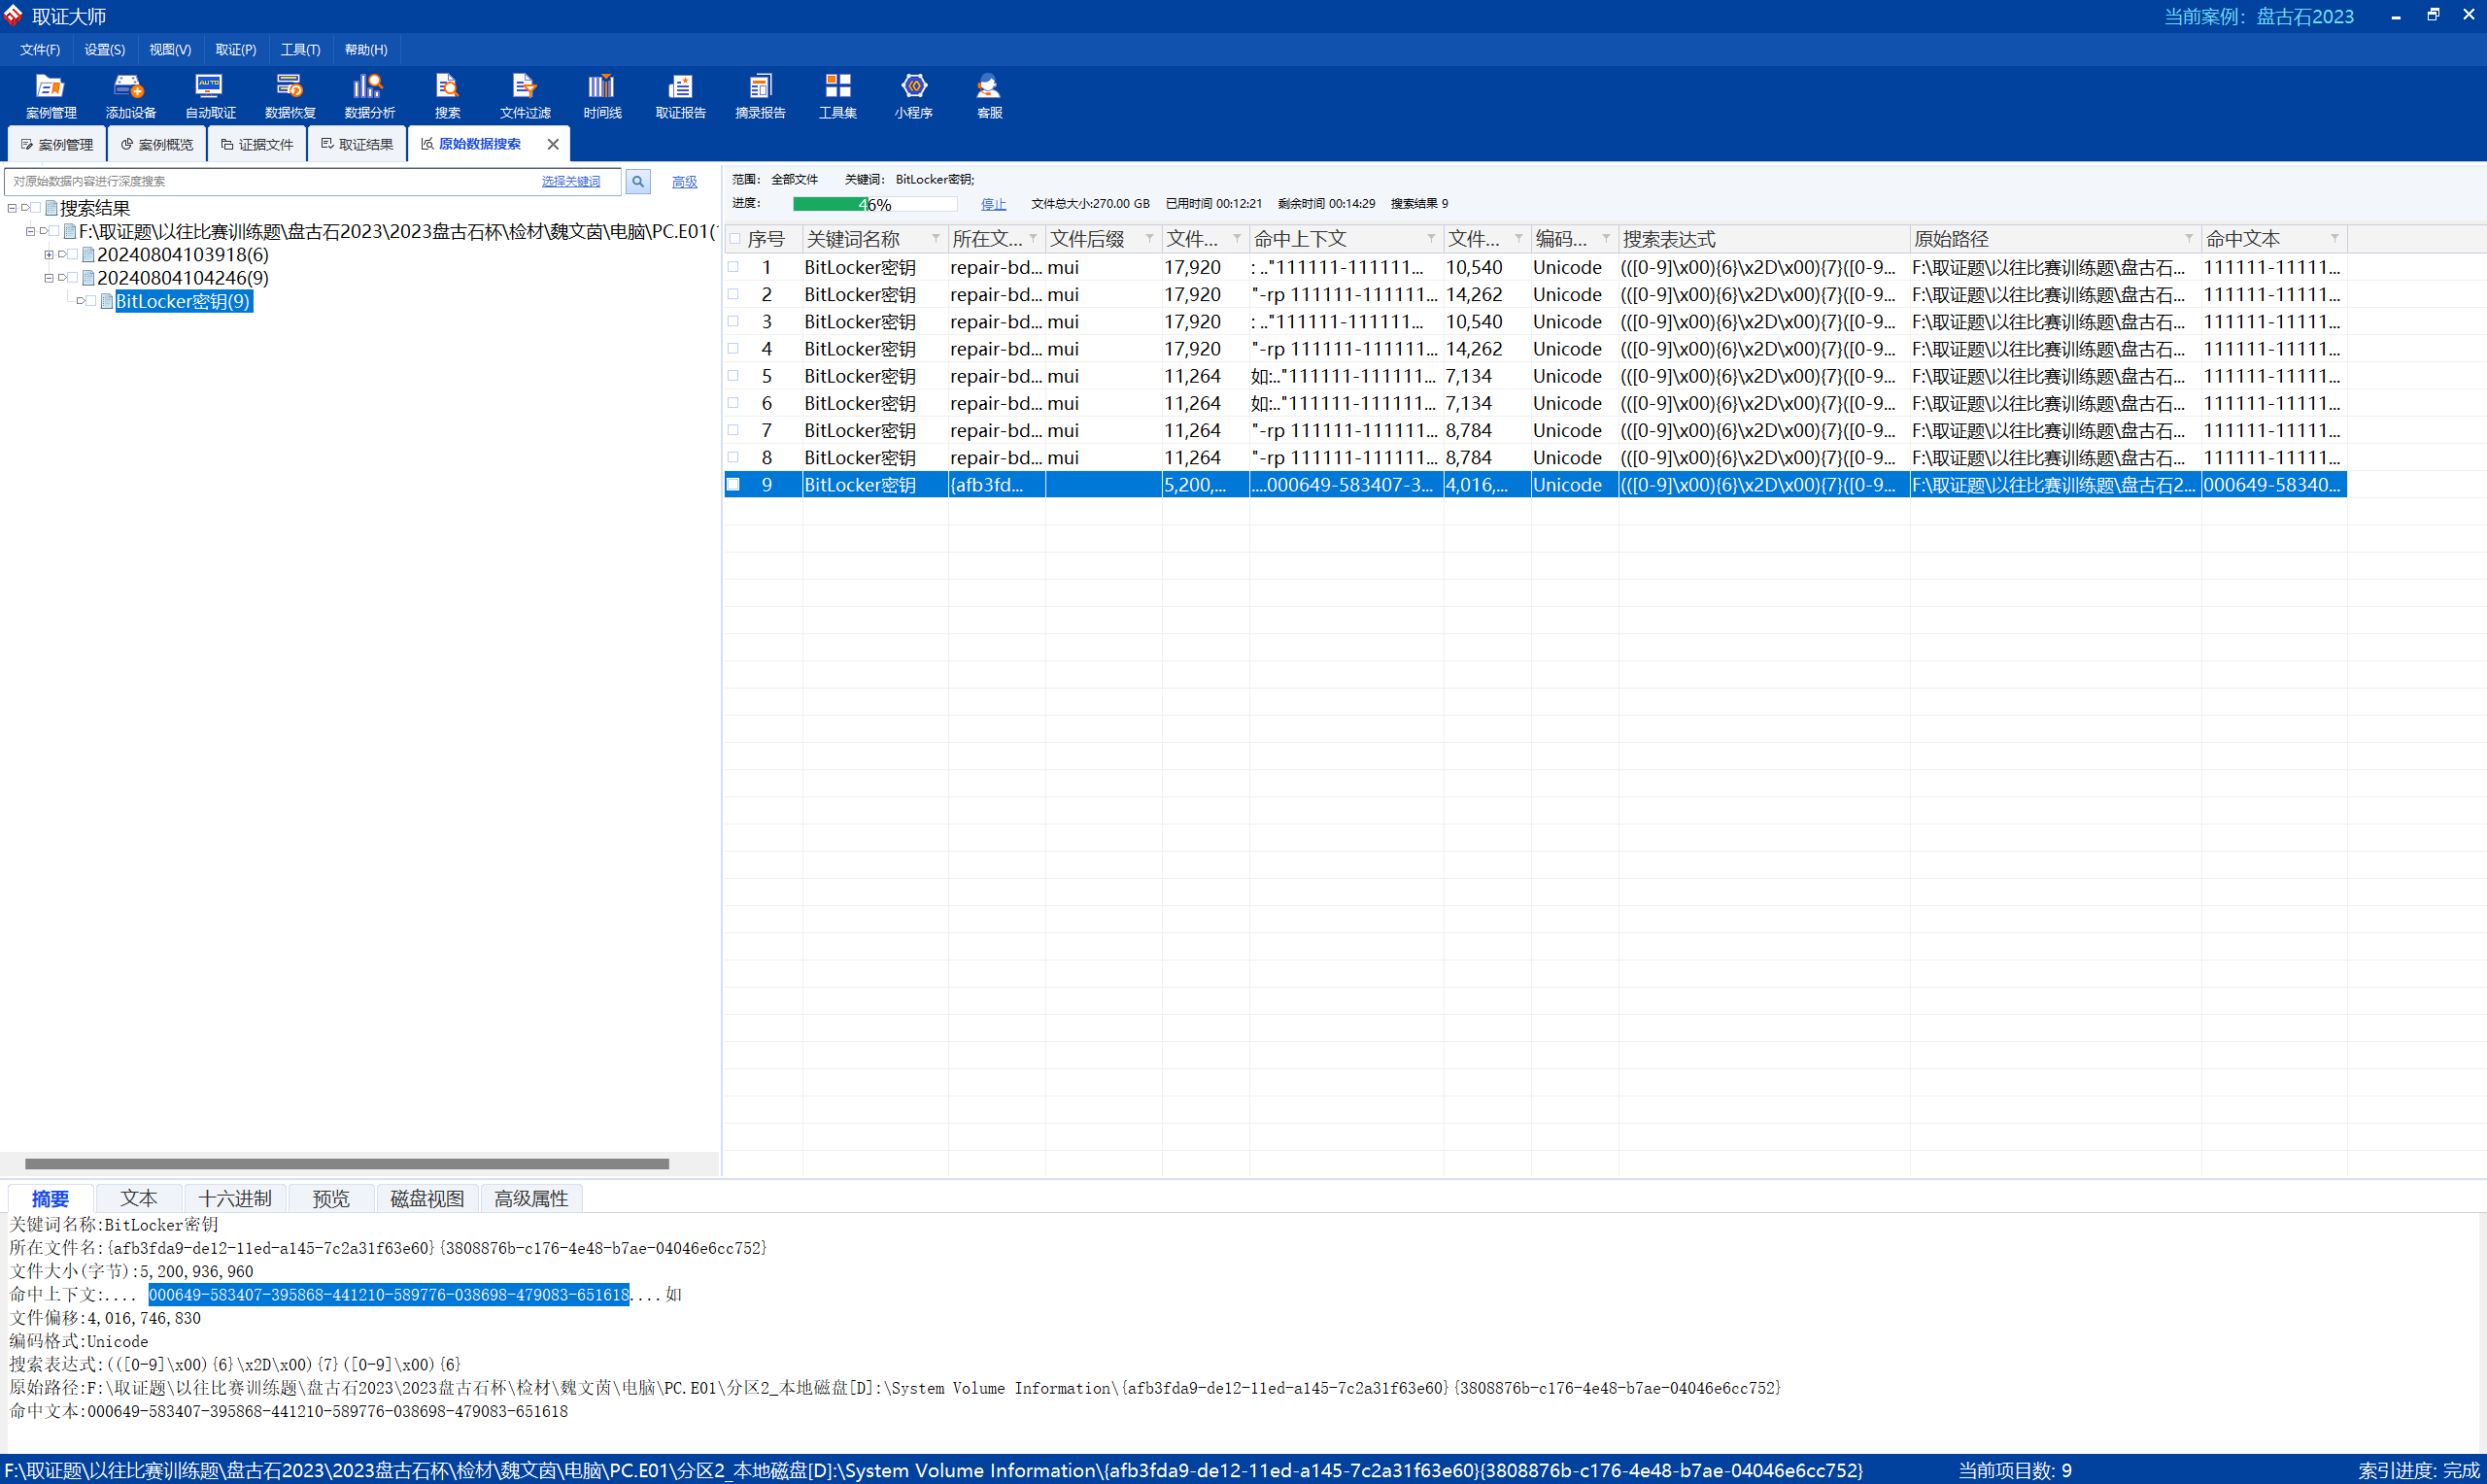 取证大师
当前案例：盘古石2023
文件(F) 设置(S) 视图(V) 取证(P) 工具(T) 帮助(H)
案例管理 添加设备 自动取证 数据恢复 数据分析 搜索 文件过滤 时间线 取证报告 摘录报告 工具集 小程序 客服
案例管理 案例概览 证据文件 取证结果 原始数据搜索
对原始数据内容进行深度搜索 选择关键词 高级
搜索结果
F:\取证题\以往比赛训练题\盘古石2023\2023盘古石杯\检材\魏文茵\电脑\PC.E01(
20240804103918(6)
20240804104246(9)
BitLocker密钥(9)
范围： 全部文件 关键词： BitLocker密钥;
进度： 46% 停止 文件总大小:270.00 GB 已用时间 00:12:21 剩余时间 00:14:29 搜索结果 9
序号 关键词名称 所在文... 文件后缀 文件... 命中上下文 文件... 编码... 搜索表达式 原始路径 命中文本
1 BitLocker密钥 repair-bd... mui 17,920 : .."111111-111111... 10,540 Unicode (([0-9]\x00){6}\x2D\x00){7}([0-9... F:\取证题\以往比赛训练题\盘古石... 111111-11111...
2 BitLocker密钥 repair-bd... mui 17,920 "-rp 111111-111111... 14,262 Unicode (([0-9]\x00){6}\x2D\x00){7}([0-9... F:\取证题\以往比赛训练题\盘古石... 111111-11111...
3 BitLocker密钥 repair-bd... mui 17,920 : .."111111-111111... 10,540 Unicode (([0-9]\x00){6}\x2D\x00){7}([0-9... F:\取证题\以往比赛训练题\盘古石... 111111-11111...
4 BitLocker密钥 repair-bd... mui 17,920 "-rp 111111-111111... 14,262 Unicode (([0-9]\x00){6}\x2D\x00){7}([0-9... F:\取证题\以往比赛训练题\盘古石... 111111-11111...
5 BitLocker密钥 repair-bd... mui 11,264 如:.."111111-111111... 7,134 Unicode (([0-9]\x00){6}\x2D\x00){7}([0-9... F:\取证题\以往比赛训练题\盘古石... 111111-11111...
6 BitLocker密钥 repair-bd... mui 11,264 如:.."111111-111111... 7,134 Unicode (([0-9]\x00){6}\x2D\x00){7}([0-9... F:\取证题\以往比赛训练题\盘古石... 111111-11111...
7 BitLocker密钥 repair-bd... mui 11,264 "-rp 111111-111111... 8,784 Unicode (([0-9]\x00){6}\x2D\x00){7}([0-9... F:\取证题\以往比赛训练题\盘古石... 111111-11111...
8 BitLocker密钥 repair-bd... mui 11,264 "-rp 111111-111111... 8,784 Unicode (([0-9]\x00){6}\x2D\x00){7}([0-9... F:\取证题\以往比赛训练题\盘古石... 111111-11111...
9 BitLocker密钥 {afb3fd... 5,200,... ....000649-583407-3... 4,016,... Unicode (([0-9]\x00){6}\x2D\x00){7}([0-9... F:\取证题\以往比赛训练题\盘古石2... 000649-58340...
摘要 文本 十六进制 预览 磁盘视图 高级属性
关键词名称:BitLocker密钥
所在文件名:{afb3fda9-de12-11ed-a145-7c2a31f63e60}{3808876b-c176-4e48-b7ae-04046e6cc752}
文件大小(字节):5,200,936,960
命中上下文:.... 000649-583407-395868-441210-589776-038698-479083-651618....如
文件偏移:4,016,746,830
编码格式:Unicode
搜索表达式:(([0-9]\x00){6}\x2D\x00){7}([0-9]\x00){6}
原始路径:F:\取证题\以往比赛训练题\盘古石2023\2023盘古石杯\检材\魏文茵\电脑\PC.E01\分区2_本地磁盘[D]:\System Volume Information\{afb3fda9-de12-11ed-a145-7c2a31f63e60}{3808876b-c176-4e48-b7ae-04046e6cc752}
命中文本:000649-583407-395868-441210-589776-038698-479083-651618
F:\取证题\以往比赛训练题\盘古石2023\2023盘古石杯\检材\魏文茵\电脑\PC.E01\分区2_本地磁盘[D]:\System Volume Information\{afb3fda9-de12-11ed-a145-7c2a31f63e60}{3808876b-c176-4e48-b7ae-04046e6cc752} 当前项目数: 9 索引进度: 完成